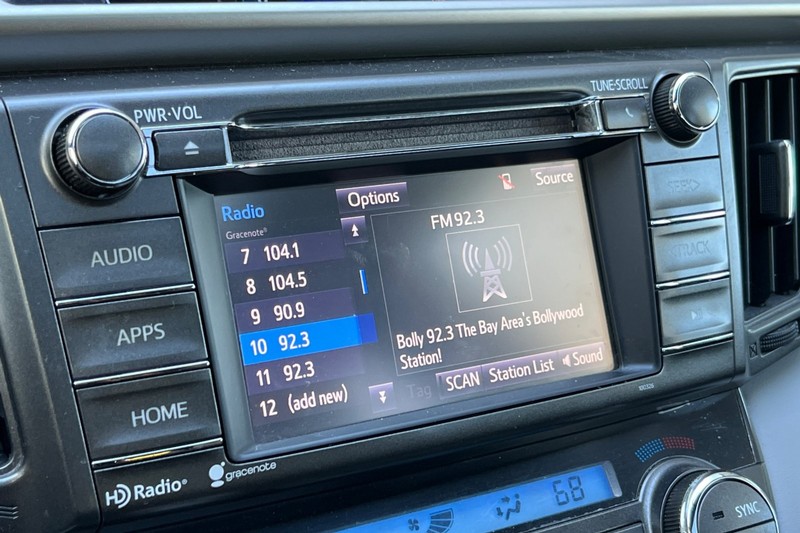 PWR·VOL
TUNE·SCROLL
AUDIO
APPS
HOME
SEEK
TRACK
Radio
Options
Source
Gracenote®
FM 92.3
7 104.1
8 104.5
9 90.9
10 92.3
11 92.3
12 (add new)
Bolly 92.3 The Bay Area's Bollywood
Station!
Tag
SCAN
Station List
Sound
HD Radio®
gracenote
68
SYNC